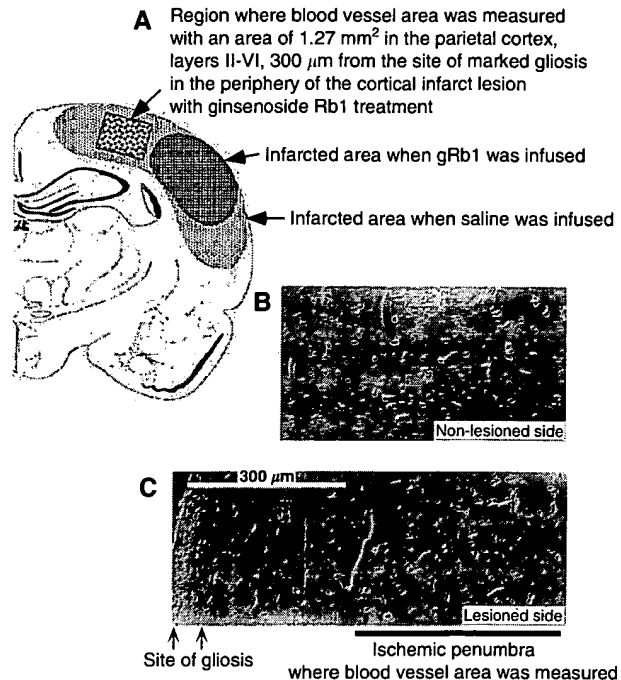 A Region where blood vessel area was measured
with an area of 1.27 mm² in the parietal cortex,
layers II-VI, 300 μm from the site of marked gliosis
in the periphery of the cortical infarct lesion
with ginsenoside Rb1 treatment
Infarcted area when gRb1 was infused
Infarcted area when saline was infused
B
Non-lesioned side
C
300 μm
Lesioned side
Site of gliosis
Ischemic penumbra
where blood vessel area was measured